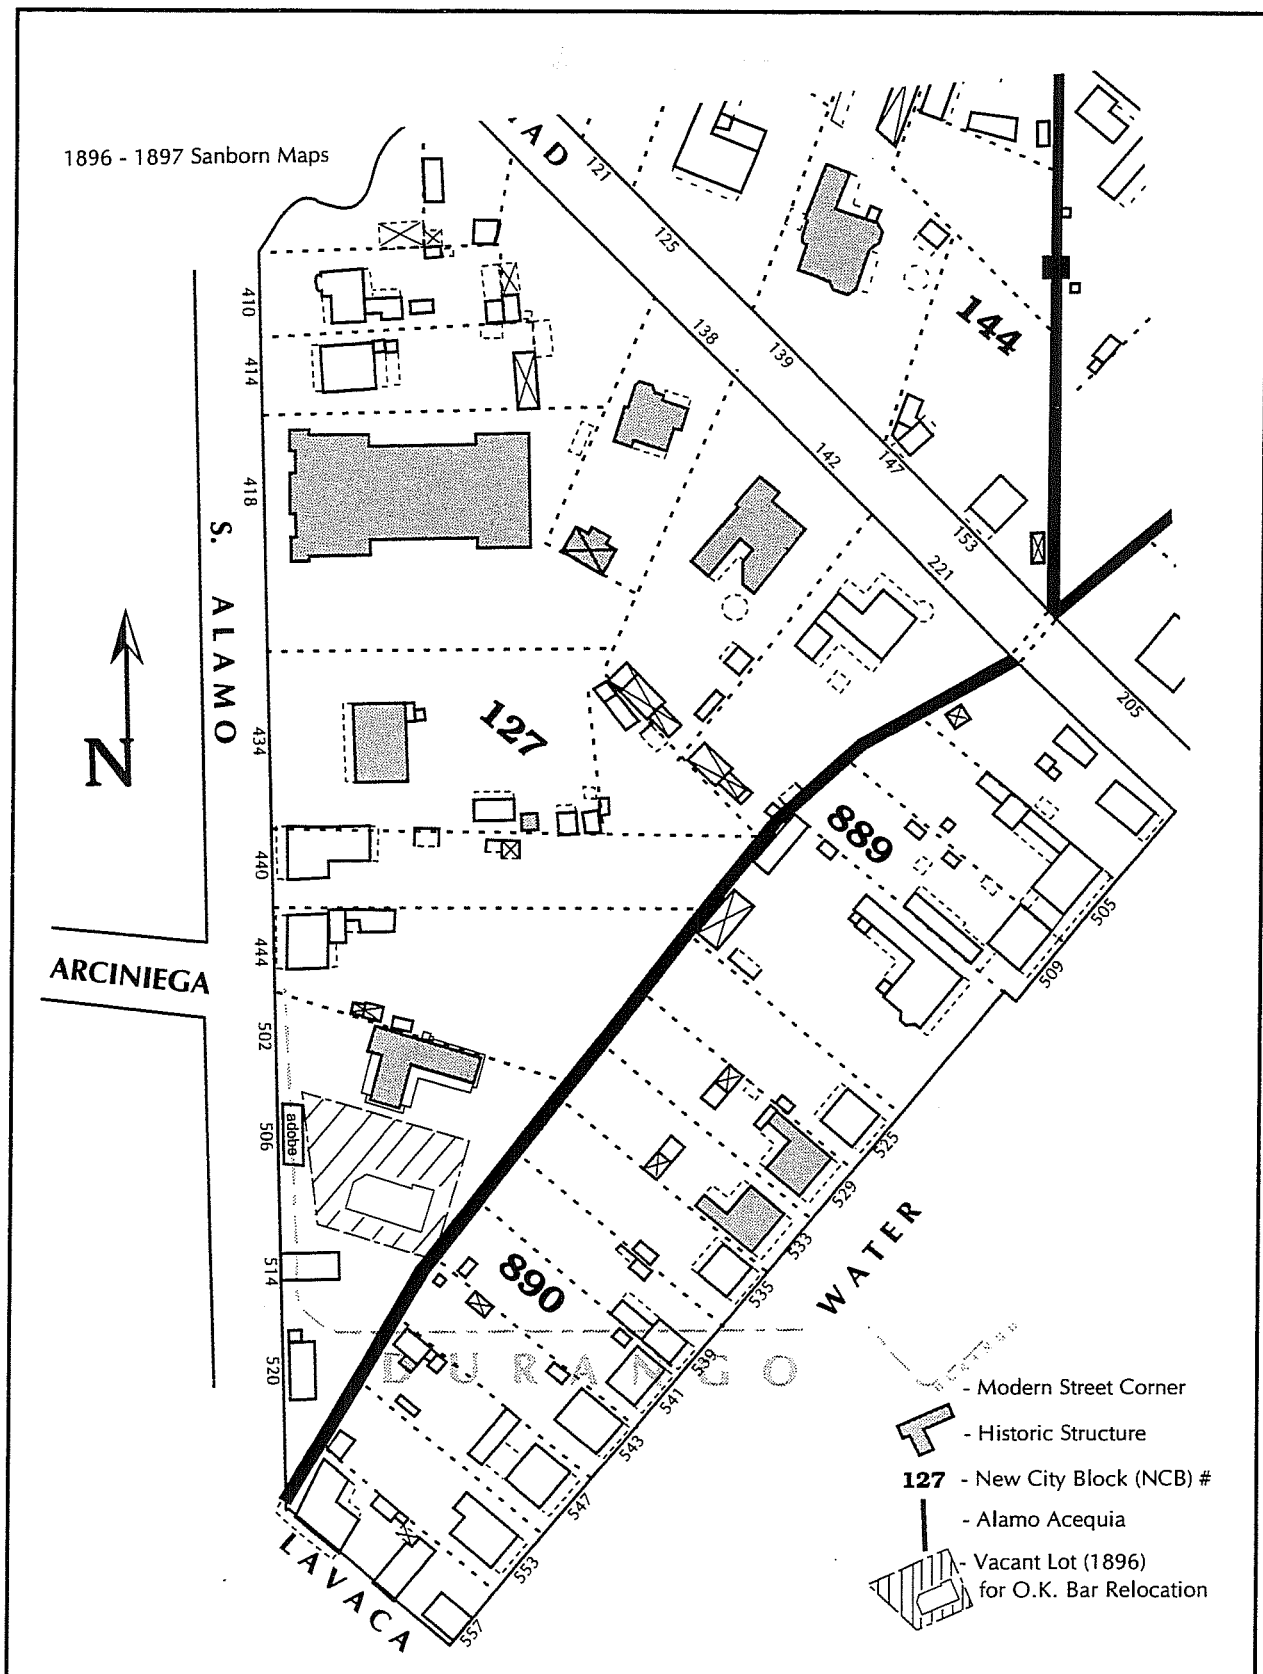 1896 - 1897 Sanborn Maps
AD
121
125
138
139
142
147
153
221
205
144
410
414
418
434
440
444
502
506
514
520
S. ALAMO
N
127
889
ARCINIEGA
adobe
505
509
525
529
533
535
539
541
543
547
553
557
WATER
890
DURANGO
LAVACA
- Modern Street Corner
- Historic Structure
127 - New City Block (NCB) #
- Alamo Acequia
- Vacant Lot (1896)
for O.K. Bar Relocation